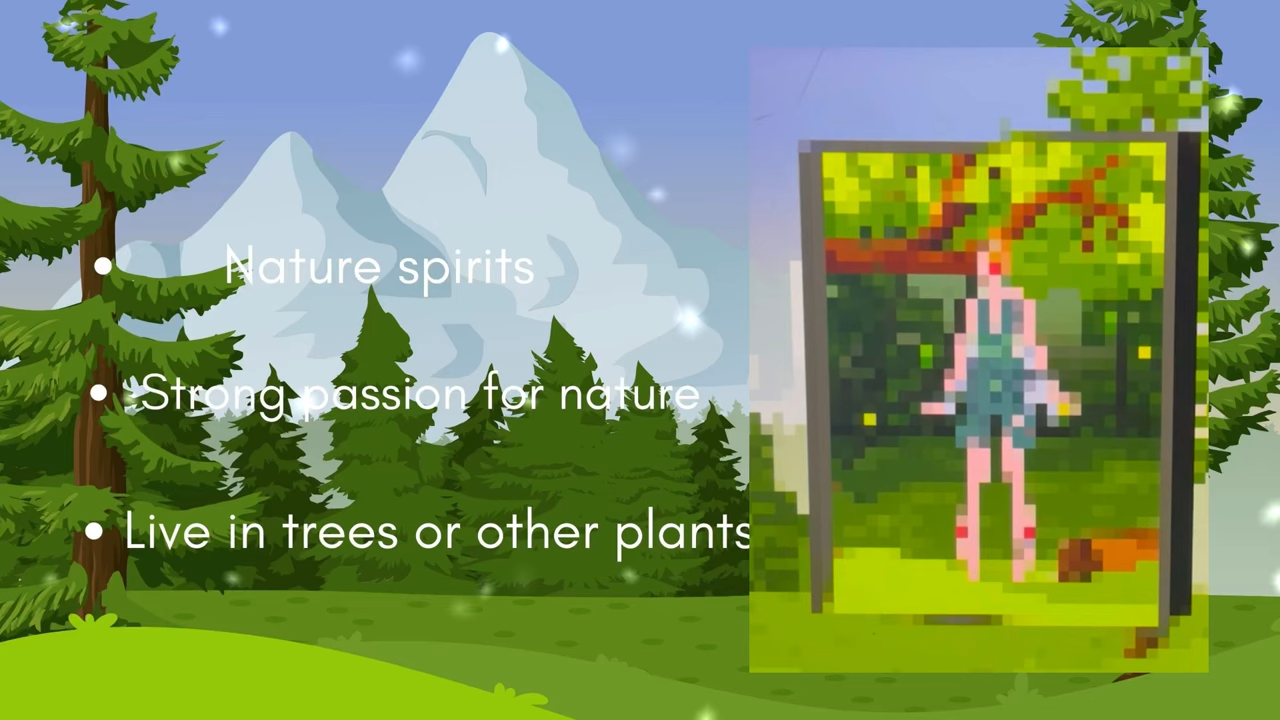 • Nature spirits
• Strong passion for nature
• Live in trees or other plants